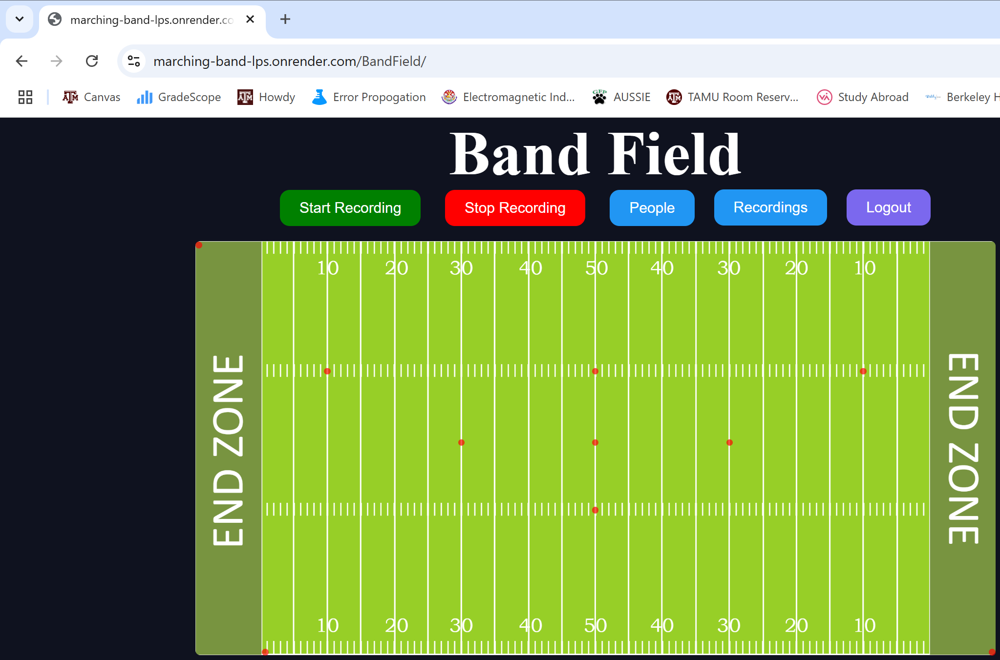 marching-band-lps.onrender.co
marching-band-lps.onrender.com/BandField/
Canvas GradeScope Howdy Error Propogation Electromagnetic Ind... AUSSIE TAMU Room Reserv... Study Abroad Berkeley H
Band Field
Start Recording Stop Recording People Recordings Logout
10 20 30 40 50 40 30 20 10
END ZONE
END ZONE
10 20 30 40 50 40 30 20 10